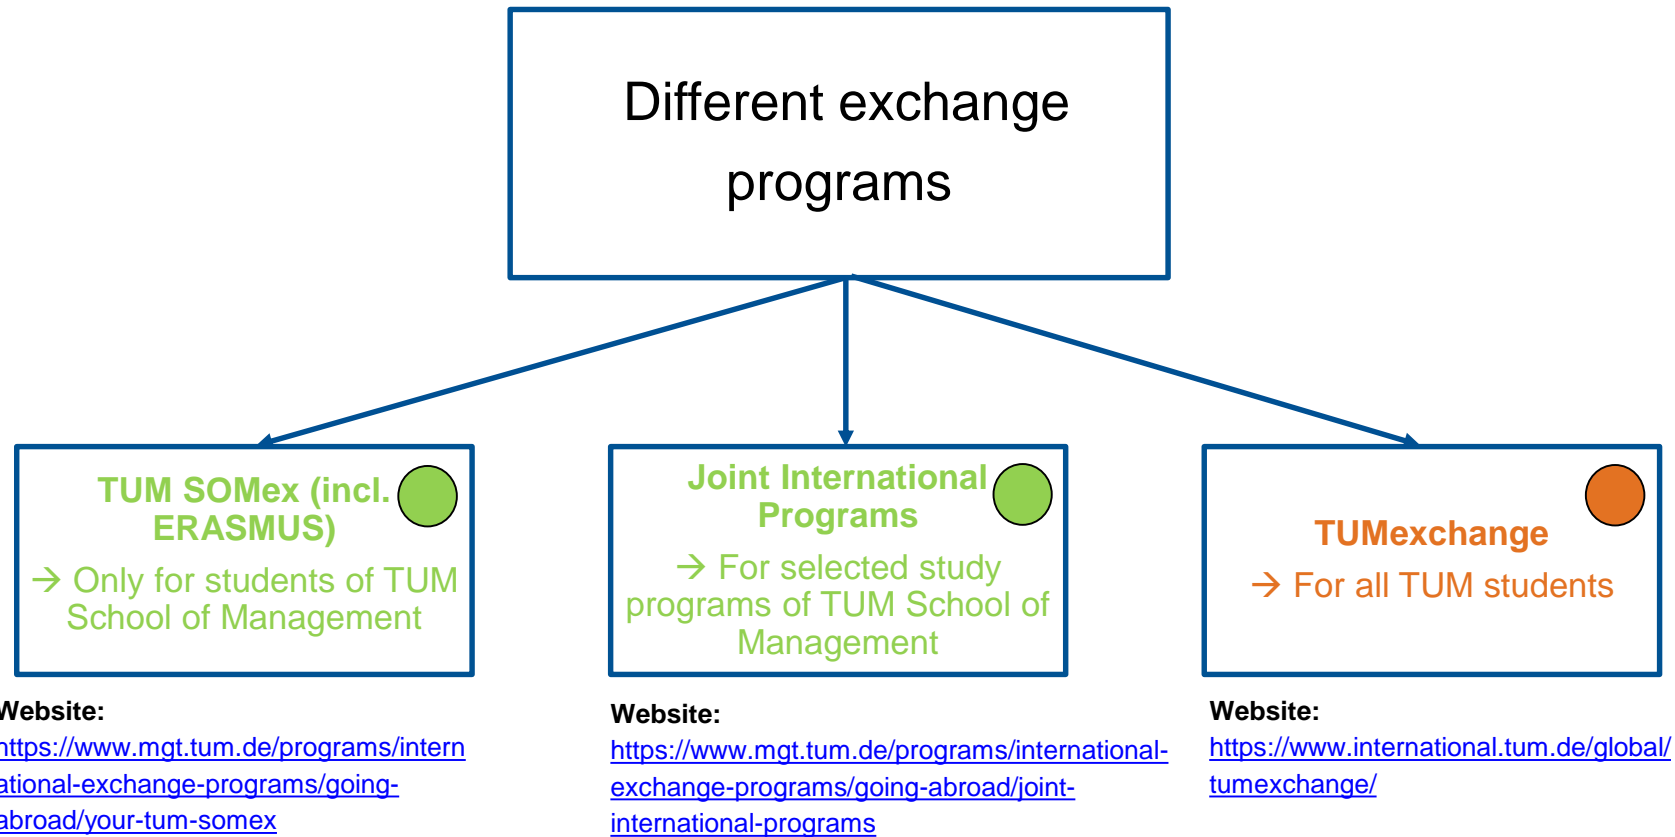 Different exchange
programs
TUM SOMex (incl.
ERASMUS)
→ Only for students of TUM
School of Management
Website:
https://www.mgt.tum.de/programs/intern
ational-exchange-programs/going-
abroad/your-tum-somex
Joint International
Programs
→ For selected study
programs of TUM School of
Management
Website:
https://www.mgt.tum.de/programs/international-
exchange-programs/going-abroad/joint-
international-programs
TUMexchange
→ For all TUM students
Website:
https://www.international.tum.de/global/
tumexchange/